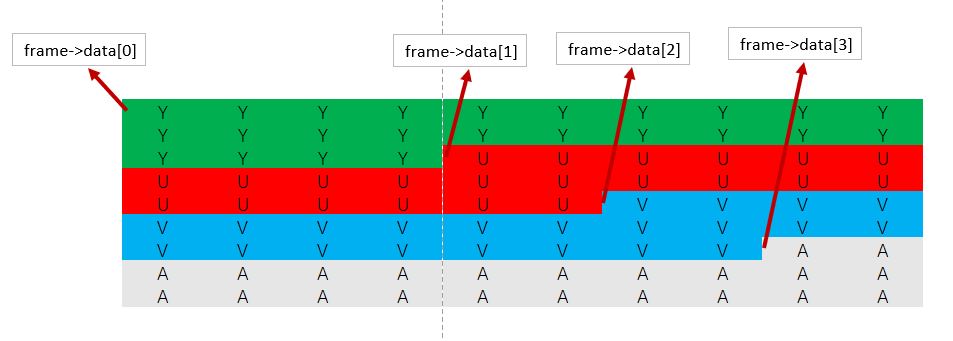 frame->data[0]
frame->data[1]
frame->data[2]
frame->data[3]
Y Y Y Y Y Y Y Y Y Y
Y Y Y Y Y Y Y Y Y Y
Y Y Y Y U U U U U U
U U U U U U U U U U
U U U U U U V V V V
V V V V V V V V V V
V V V V V V V V A A
A A A A A A A A A A
A A A A A A A A A A